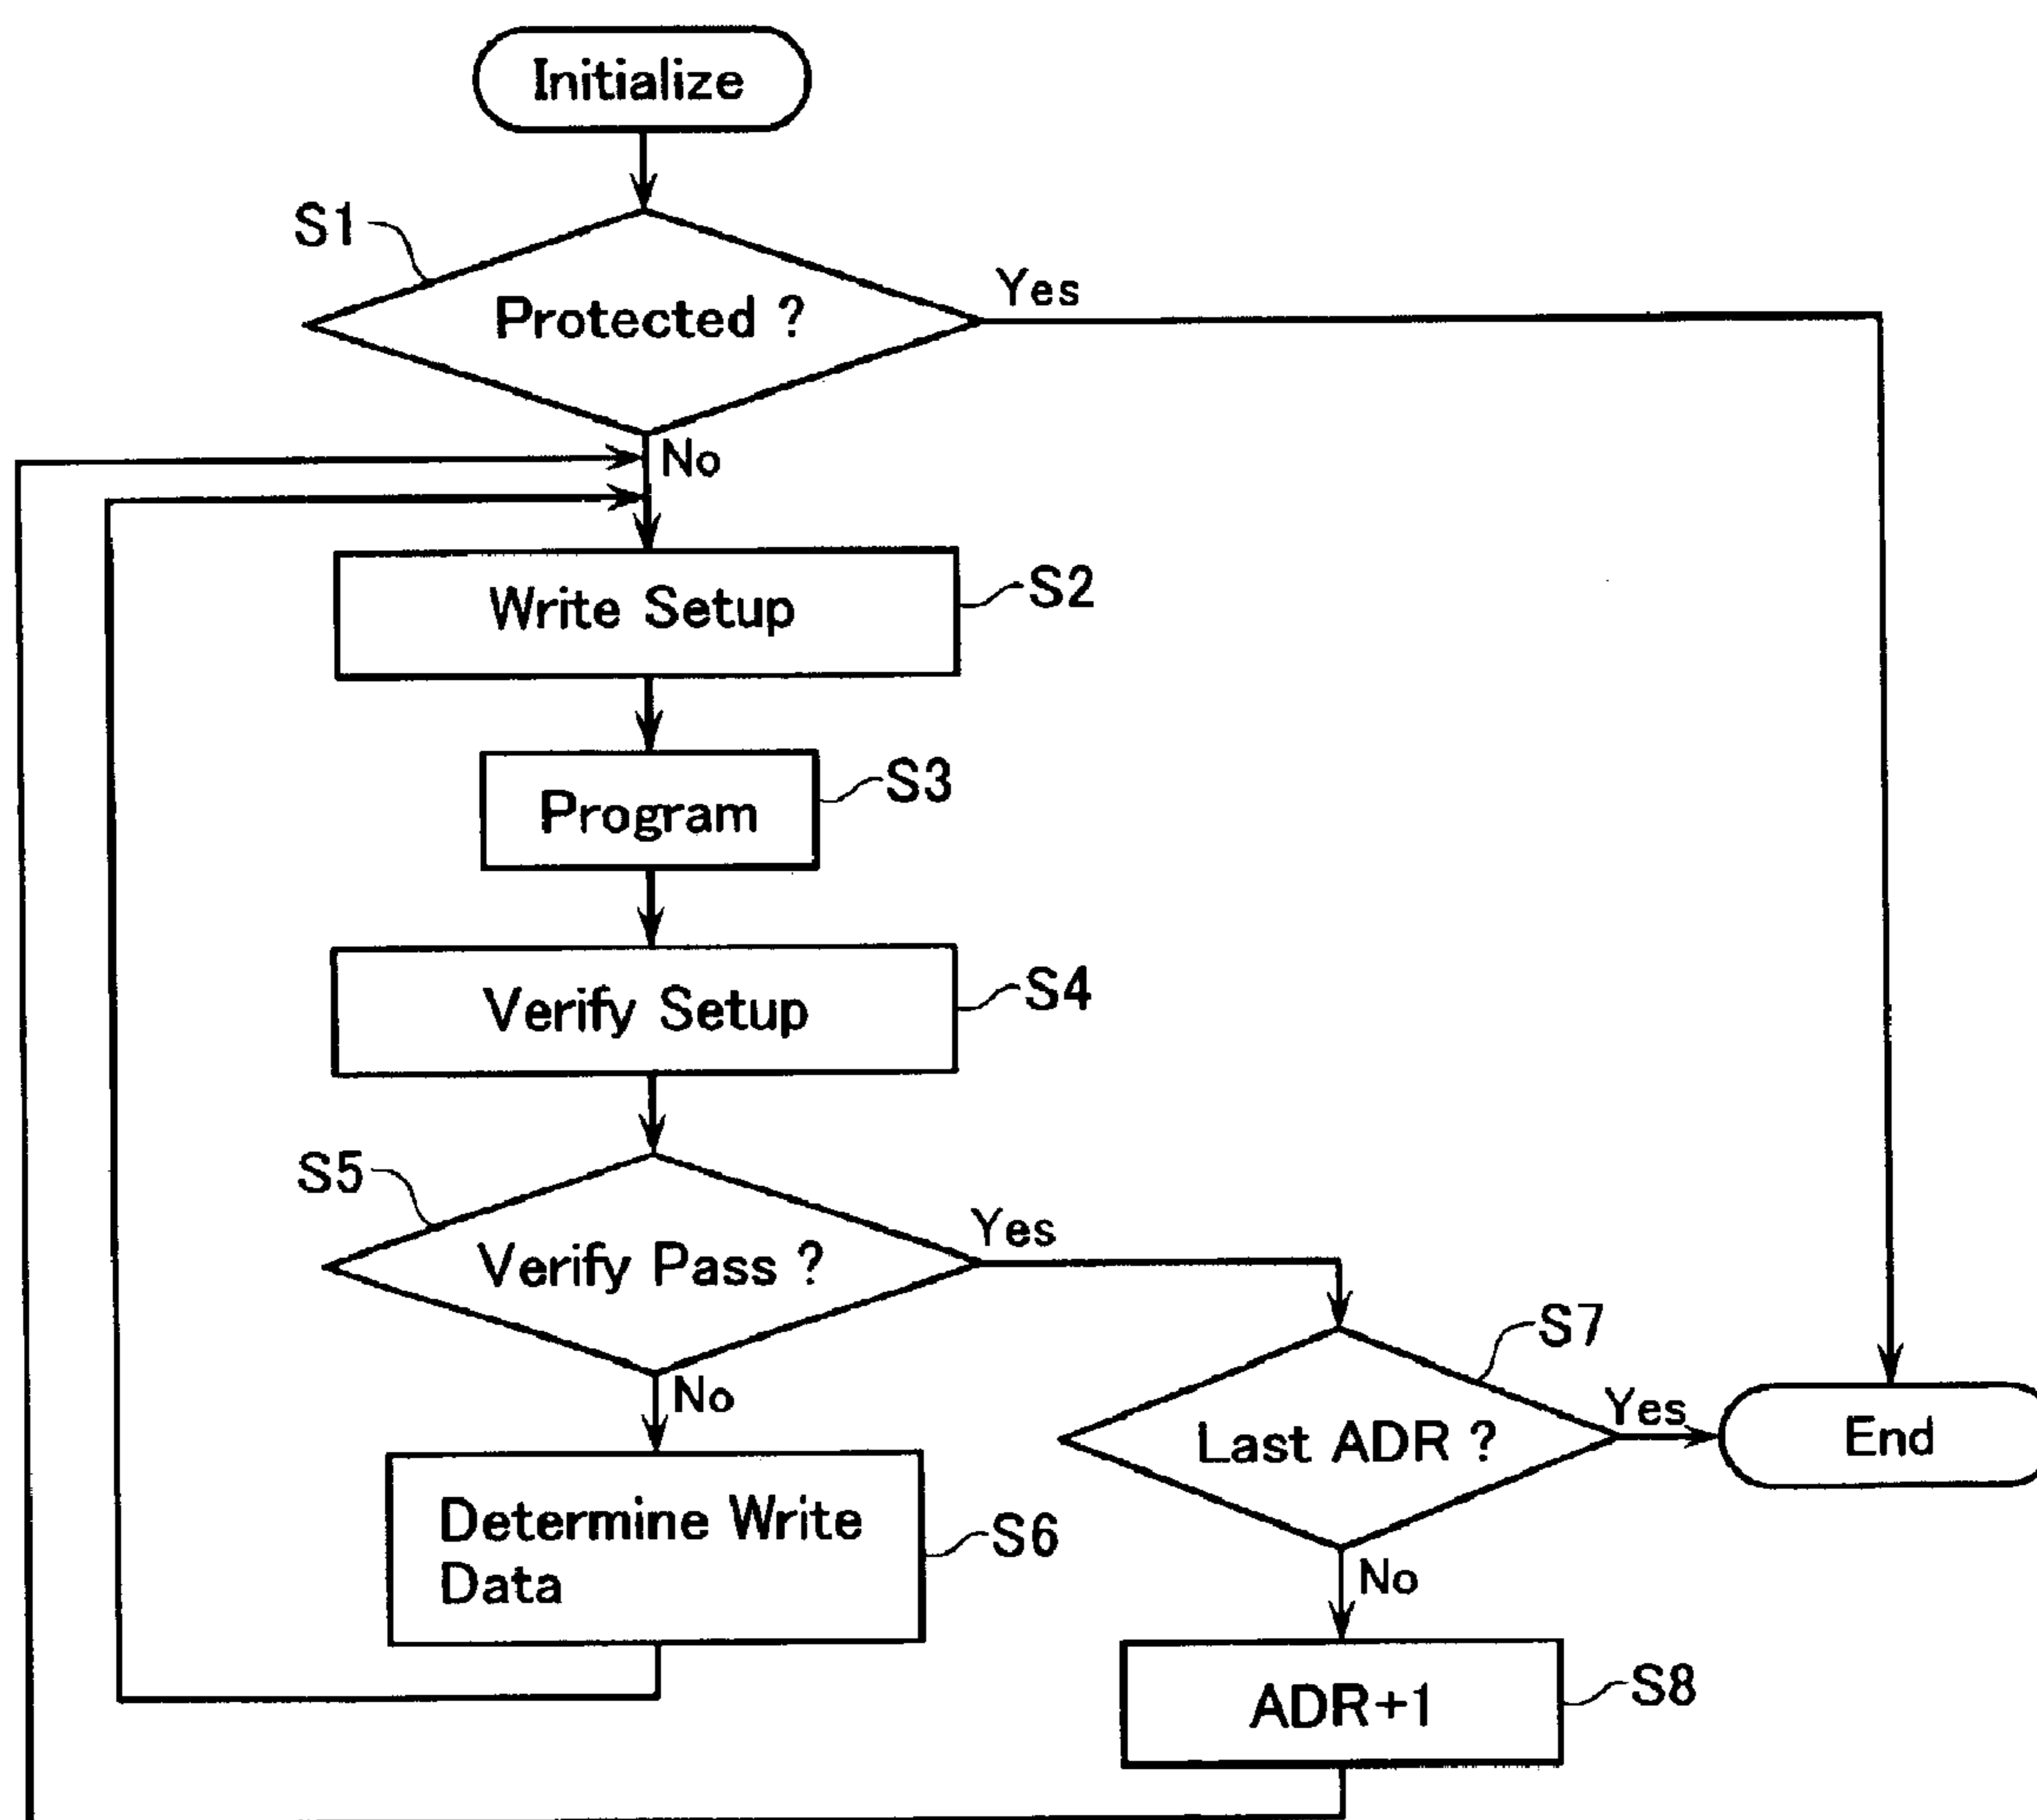 Initialize
S1
Protected ?
Yes
No
Write Setup
S2
Program
S3
Verify Setup
S4
S5
Verify Pass ?
Yes
No
S7
Last ADR ?
Yes
End
Determine Write
Data
S6
No
ADR+1
S8